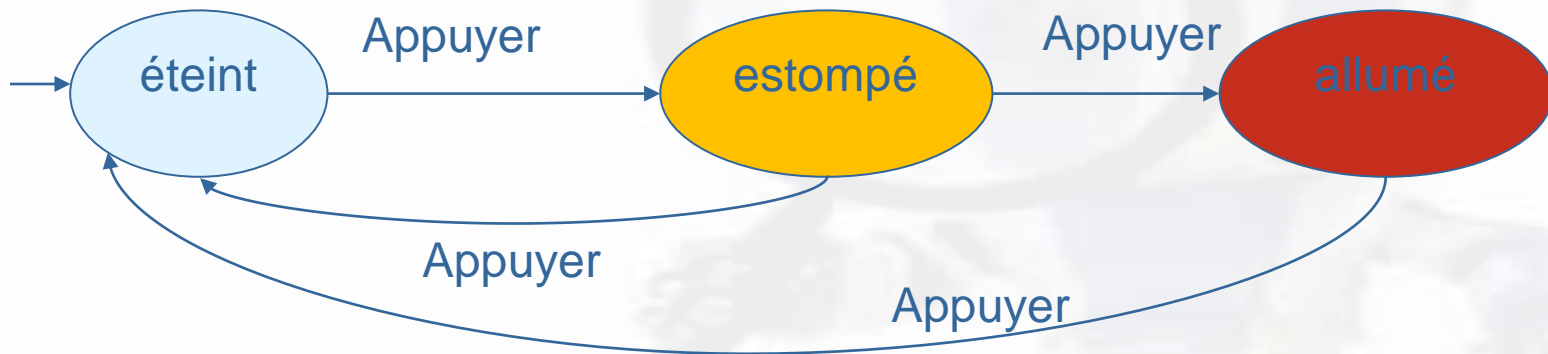 Appuyer
Appuyer
éteint
estompé
allumé
Appuyer
Appuyer